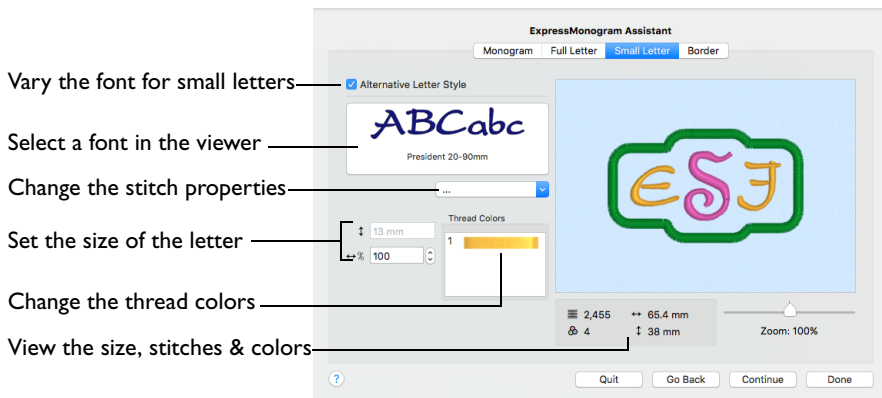 ExpressMonogram Assistant
Monogram Full Letter Small Letter Border
Vary the font for small letters
Alternative Letter Style
ABCabc
Select a font in the viewer
President 20-90mm
Change the stitch properties
...
Thread Colors
Set the size of the letter
13 mm
1
% 100
ESJ
Change the thread colors
2,455 65.4 mm
4 38 mm
Zoom: 100%
View the size, stitches & colors
? Quit Go Back Continue Done